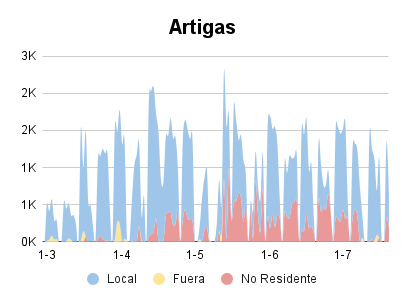 Artigas
3K
2K
2K
1K
1K
0K
1-3 1-4 1-5 1-6 1-7
Local Fuera No Residente